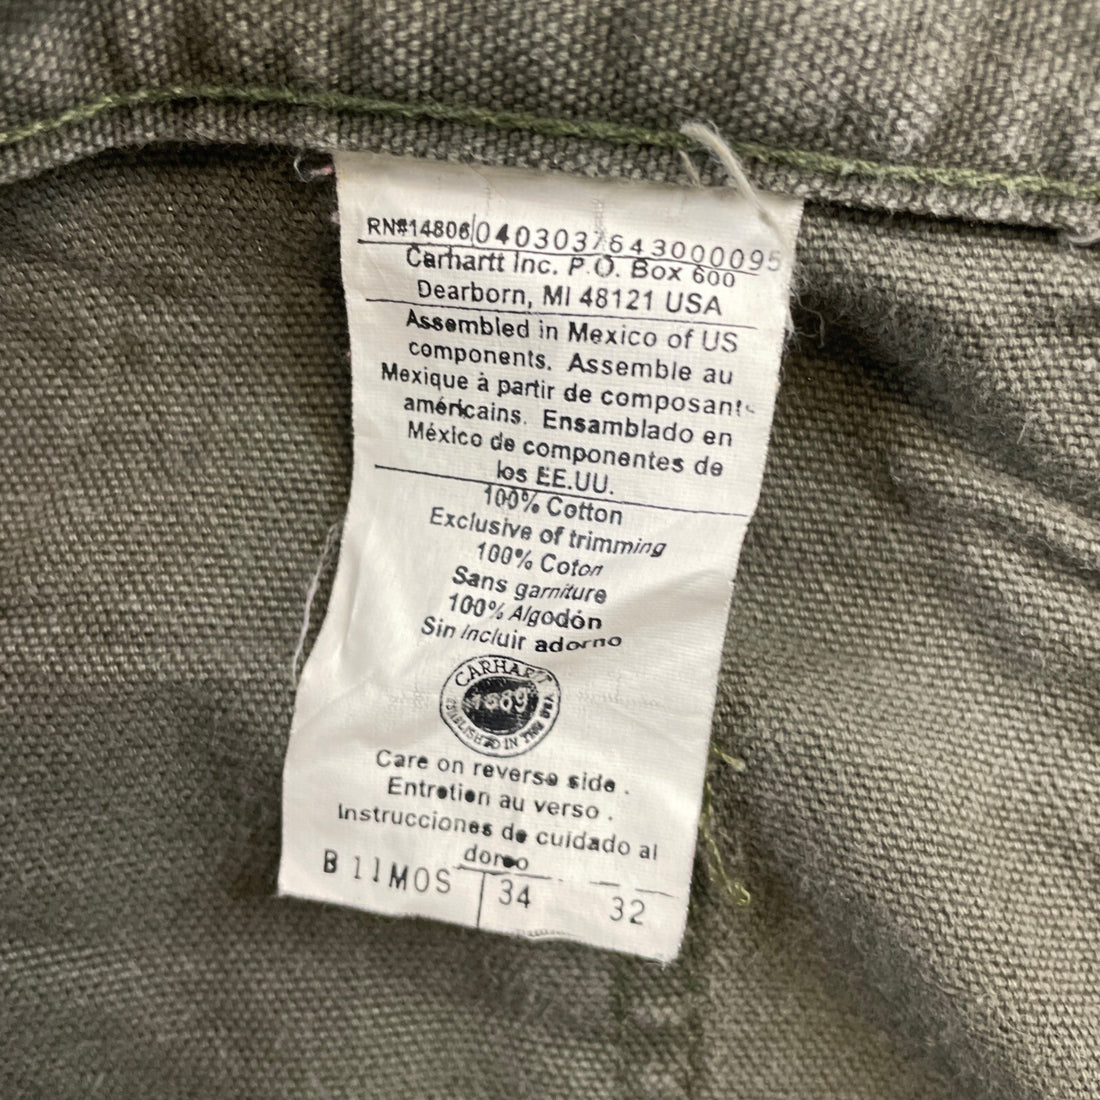 RN#14806 0403037643000095
Carhartt Inc. P.O. Box 600
Dearborn, MI 48121 USA
Assembled in Mexico of US
components. Assemble au
Mexique à partir de composants
américains. Ensamblado en
México de componentes de
los EE.UU.
100% Cotton
Exclusive of trimming
100% Coton
Sans garniture
100% Algodón
Sin Incluir adorno
CARHARTT
1889
ESTABLISHED IN
Care on reverse side.
Entretien au verso.
Instrucciones de cuidado al
dorso
B11MOS 34 32